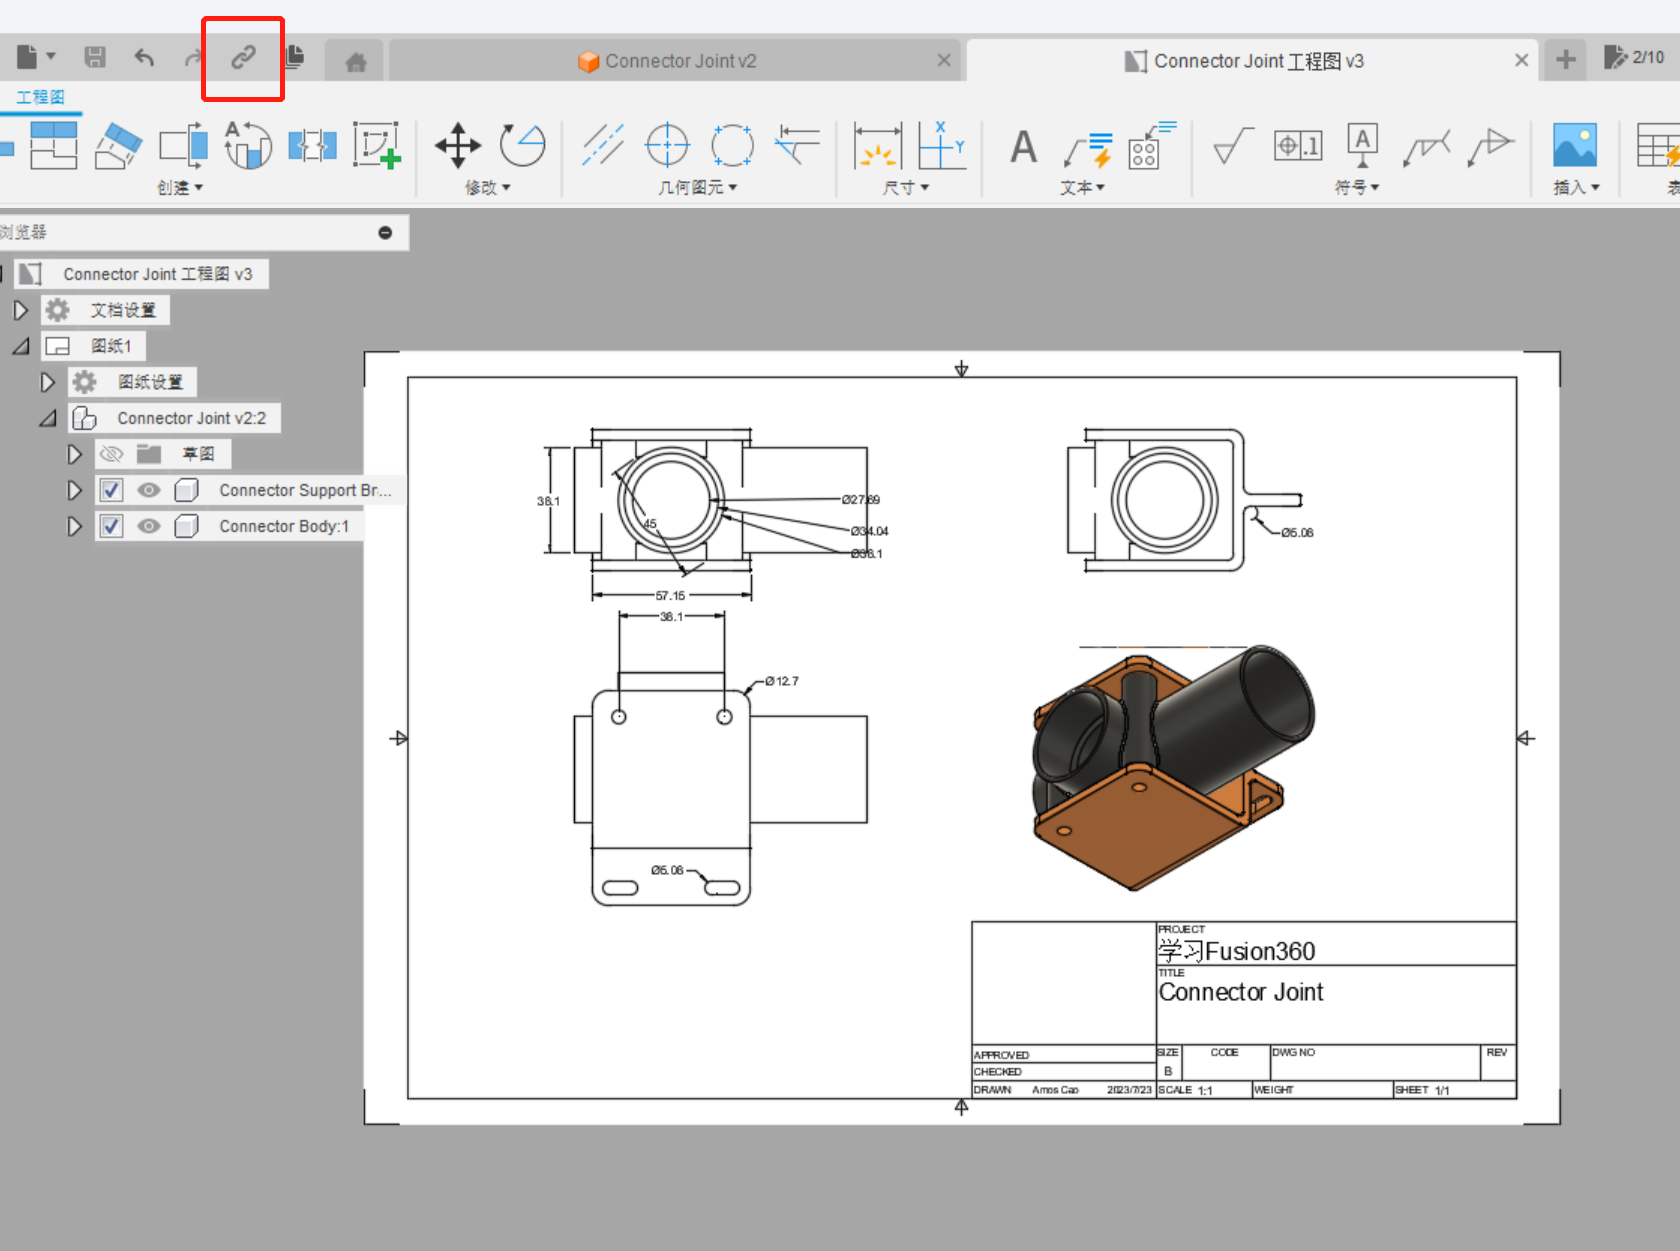 Connector Joint v2
Connector Joint 工程图 v3
2/10
工程图
A
X
Y
A
.1
A
创建
修改
几何图元
尺寸
文本
符号
插入
浏览器
Connector Joint 工程图 v3
文档设置
图纸1
图纸设置
Connector Joint v2:2
草图
Connector Support Br...
Connector Body:1
38.1
45
Ø27.69
Ø34.04
Ø38.1
57.15
38.1
Ø5.08
Ø12.7
Ø5.08
PROJECT
学习Fusion360
TITLE
Connector Joint
APPROVED
CHECKED
DRAWN Amos Cao 2023/7/23
SIZE
B
CODE
DWG NO
REV
SCALE 1:1
WEIGHT
SHEET 1/1